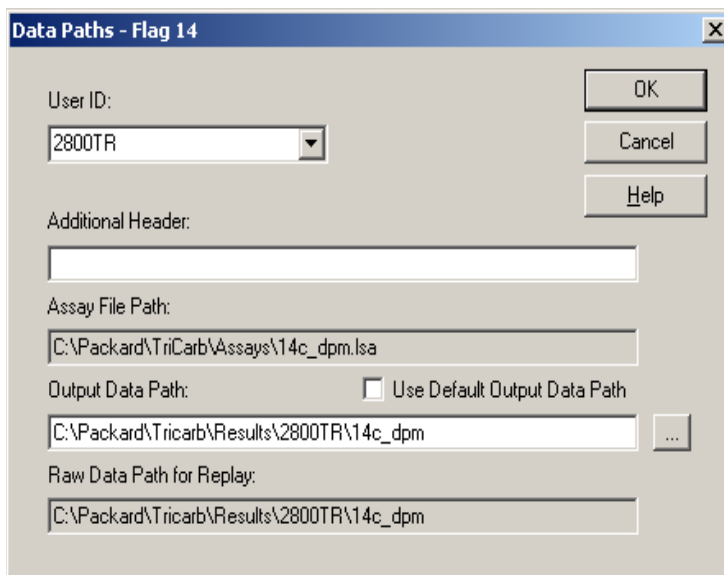 Data Paths - Flag 14
User ID:
OK
2800TR
Cancel
Help
Additional Header:
Assay File Path:
C:\Packard\TriCarb\Assays\14c_dpm.lsa
Output Data Path:
Use Default Output Data Path
C:\Packard\Tricarb\Results\2800TR\14c_dpm
...
Raw Data Path for Replay:
C:\Packard\Tricarb\Results\2800TR\14c_dpm